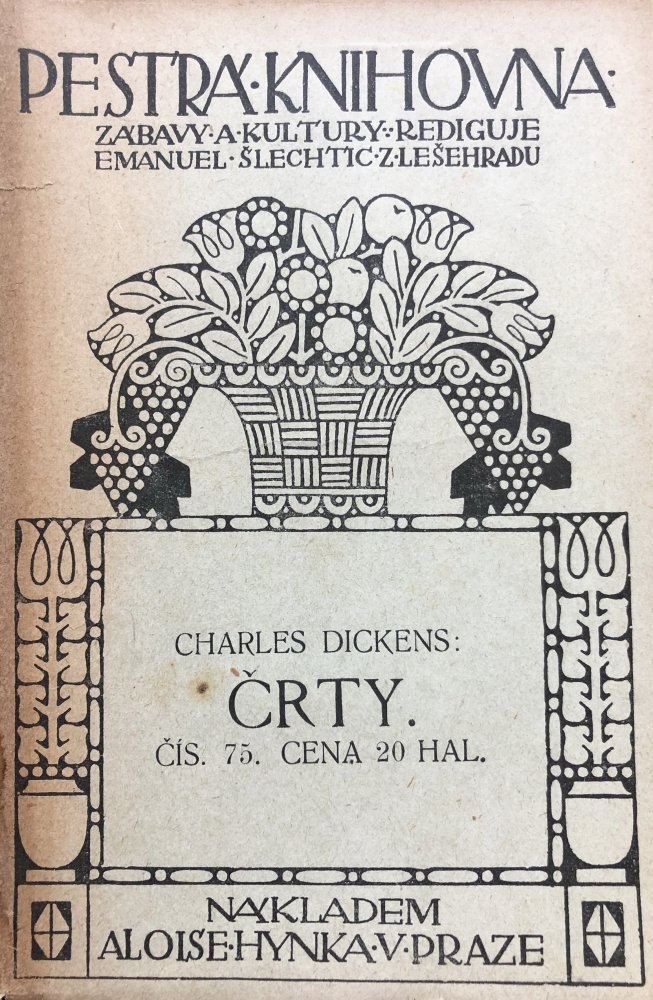 PESTRÁ·KNIHOVNA·
ZÁBAVY·A·KULTURY·:·REDIGUJE
EMANUEL·ŠLECHTIC·Z·LEŠEHRADU
CHARLES DICKENS:
ČRTY.
ČÍS. 75. CENA 20 HAL.
NÁKLADEM
ALOISE·HYNKA·V·PRAZE